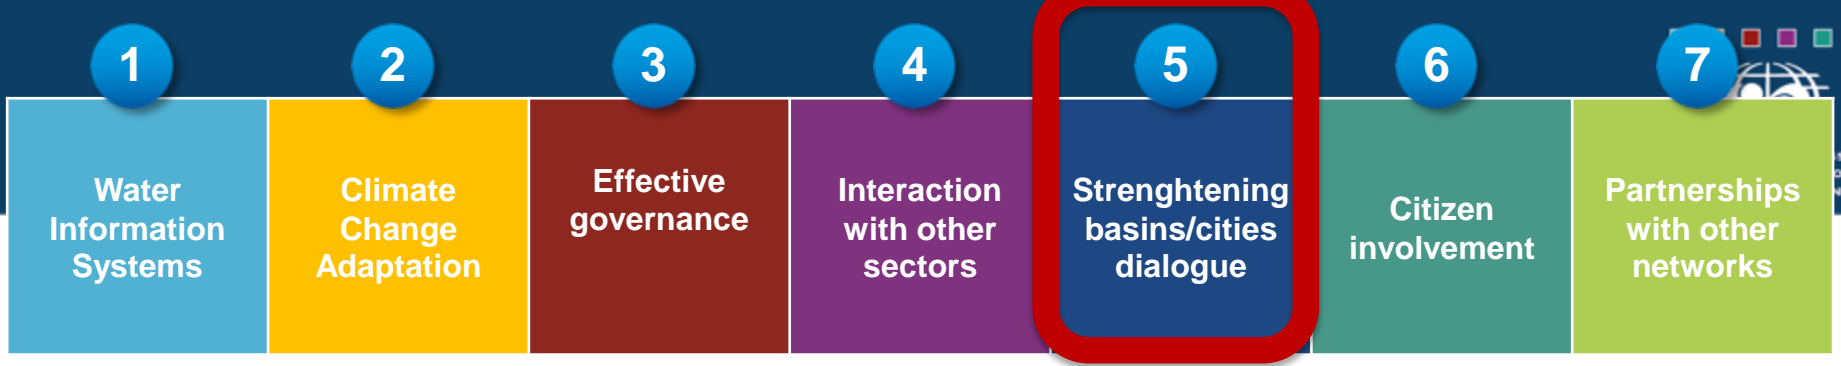 1
2
3
4
5
6
7
Water
Information
Systems
Climate
Change
Adaptation
Effective
governance
Interaction
with other
sectors
Strenghtening
basins/cities
dialogue
Citizen
involvement
Partnerships
with other
networks